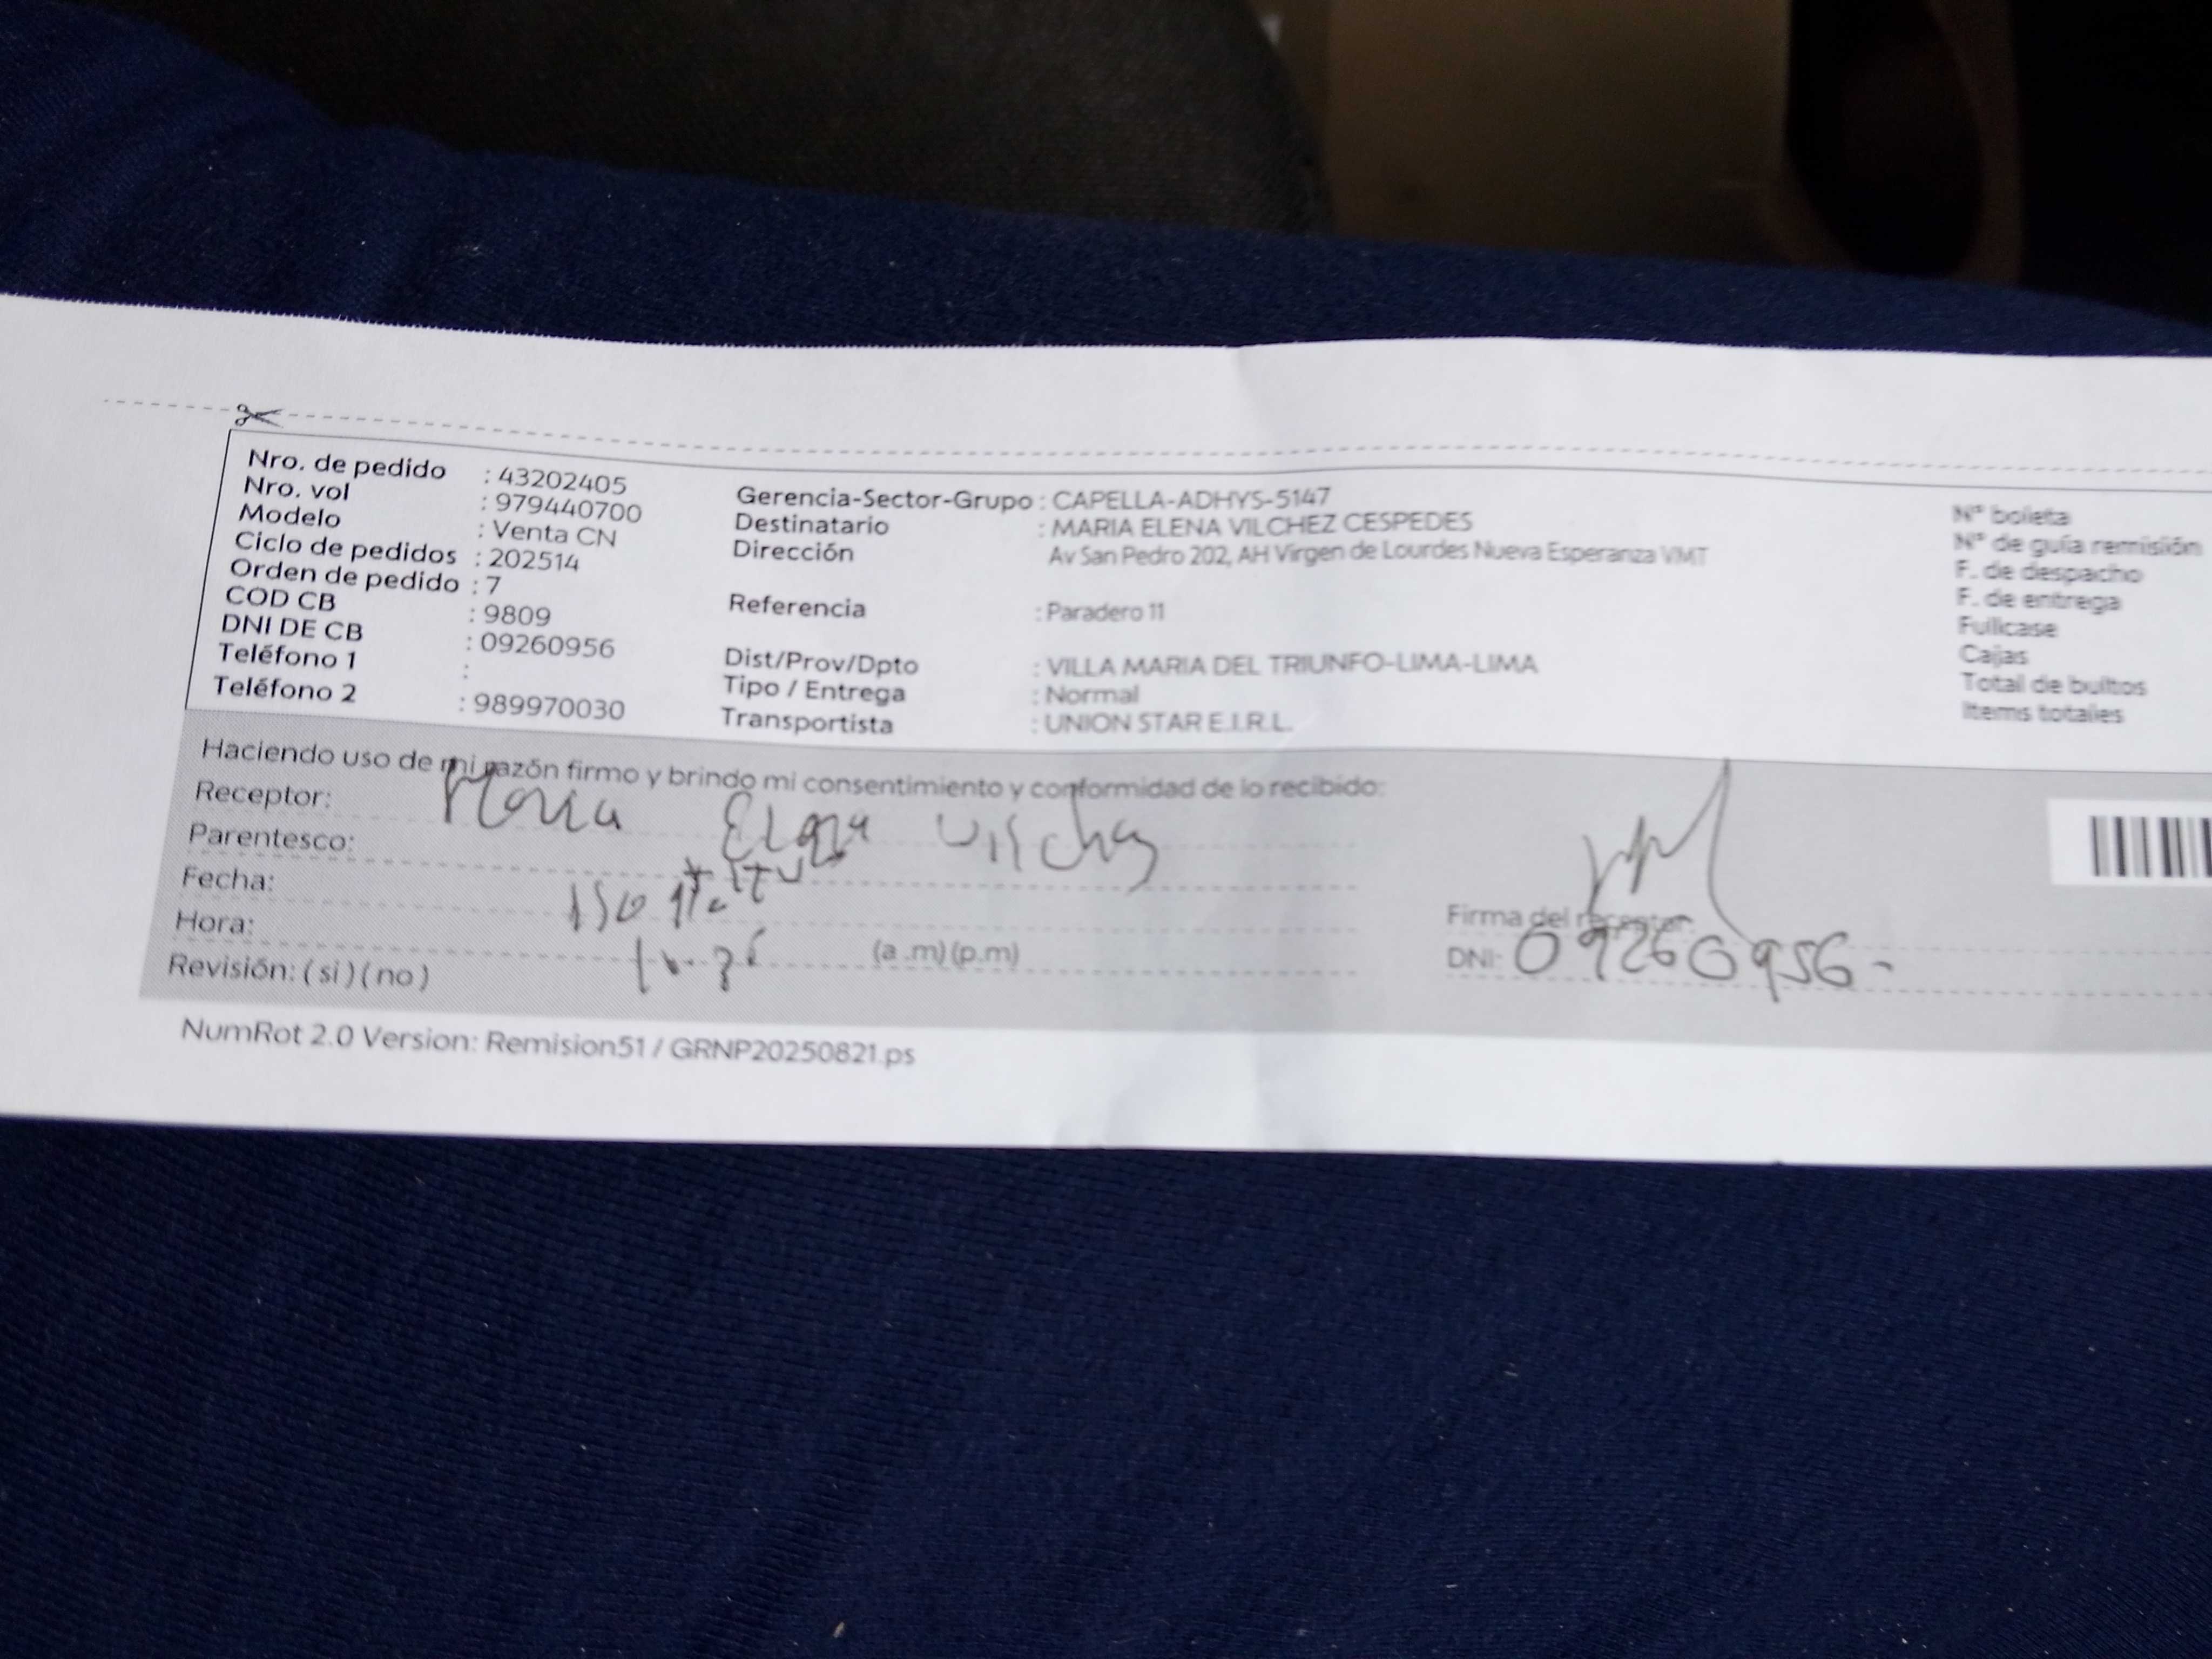 Nro. de pedido : 43202405
Nro. vol : 979440700
Modelo : Venta CN
Ciclo de pedidos : 202514
Orden de pedido : 7
COD CB : 9809
DNI DE CB : 09260956
Teléfono 1 :
Teléfono 2 : 989970030
Gerencia-Sector-Grupo : CAPELLA-ADHYS-5147
Destinatario : MARIA ELENA VILCHEZ CESPEDES
Dirección Av San Pedro 202, AH Virgen de Lourdes Nueva Esperanza VMT
Referencia : Paradero 11
Dist/Prov/Dpto : VILLA MARIA DEL TRIUNFO-LIMA-LIMA
Tipo / Entrega : Normal
Transportista : UNION STAR E.I.R.L.
N° boleta
N° de guía remisión
F. de despacho
F. de entrega
Fullcase
Cajas
Total de bultos
Items totales
Haciendo uso de mi razón firmo y brindo mi consentimiento y conformidad de lo recibido:
Receptor: Maria Elena Vilchez
Parentesco:
Fecha:
Hora: (a .m) (p.m)
Revisión: ( si ) ( no )
Firma del receptor:
DNI: 09260956-
NumRot 2.0 Version: Remision51 / GRNP20250821.ps